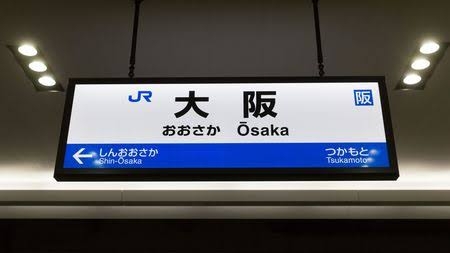 JR 大阪 阪
おおさか Ōsaka
← しんおおさか つかもと
Shin-Ōsaka Tsukamoto